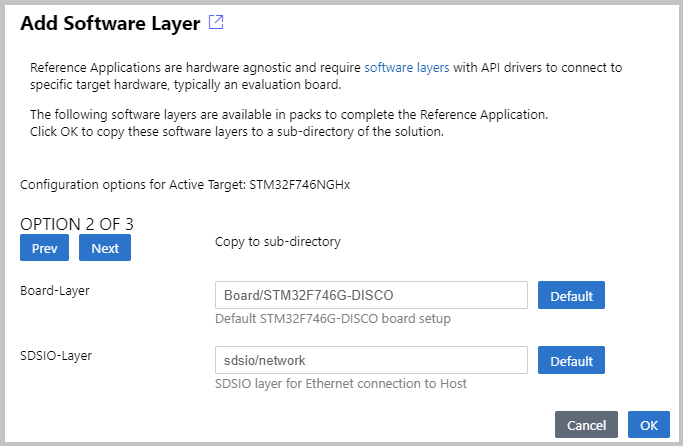 Add Software Layer
Reference Applications are hardware agnostic and require software layers with API drivers to connect to
specific target hardware, typically an evaluation board.
The following software layers are available in packs to complete the Reference Application.
Click OK to copy these software layers to a sub-directory of the solution.
Configuration options for Active Target: STM32F746NGHx
OPTION 2 OF 3
Prev Next Copy to sub-directory
Board-Layer Board/STM32F746G-DISCO Default
Default STM32F746G-DISCO board setup
SDSIO-Layer sdsio/network Default
SDSIO layer for Ethernet connection to Host
Cancel OK